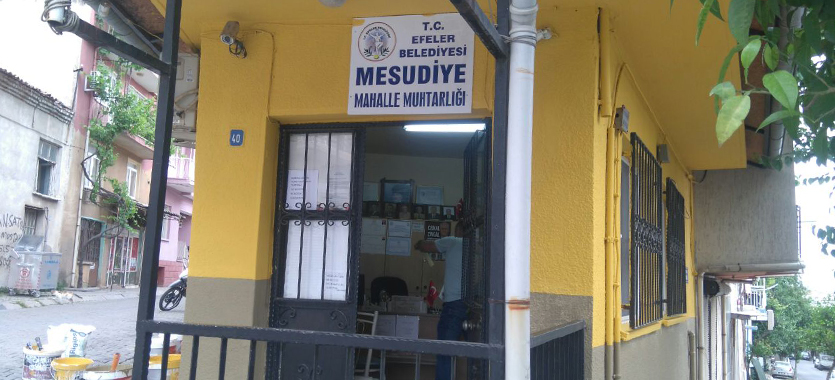 T.C.
EFELER
BELEDİYESİ
MESUDİYE
MAHALLE MUHTARLIĞI
40